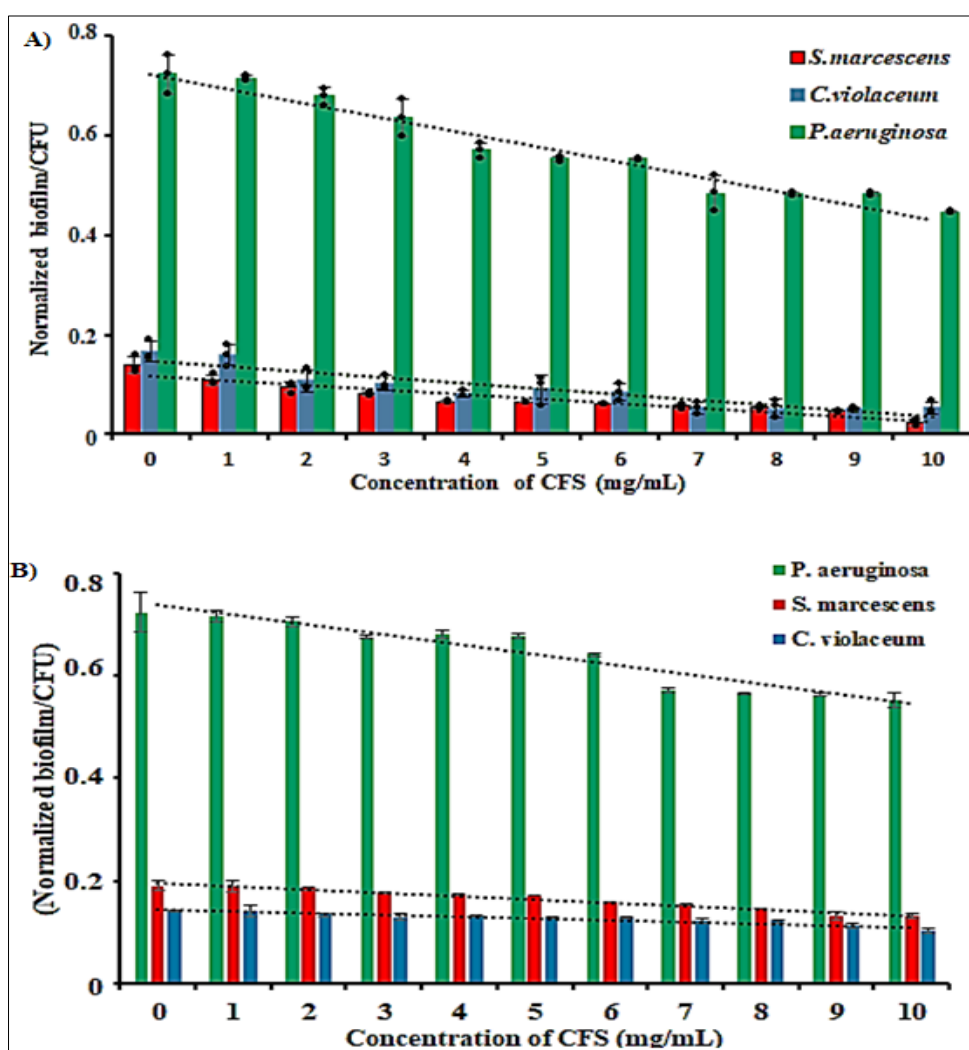 A)
0.8
S.marcescens
C.violaceum
P.aeruginosa
0.6
0.4
0.2
0
Normalized biofilm/CFU
0 1 2 3 4 5 6 7 8 9 10
Concentration of CFS (mg/mL)
B)
0.8
P. aeruginosa
S. marcescens
C. violaceum
0.6
0.4
0.2
0
(Normalized biofilm/CFU)
0 1 2 3 4 5 6 7 8 9 10
Concentration of CFS (mg/mL)